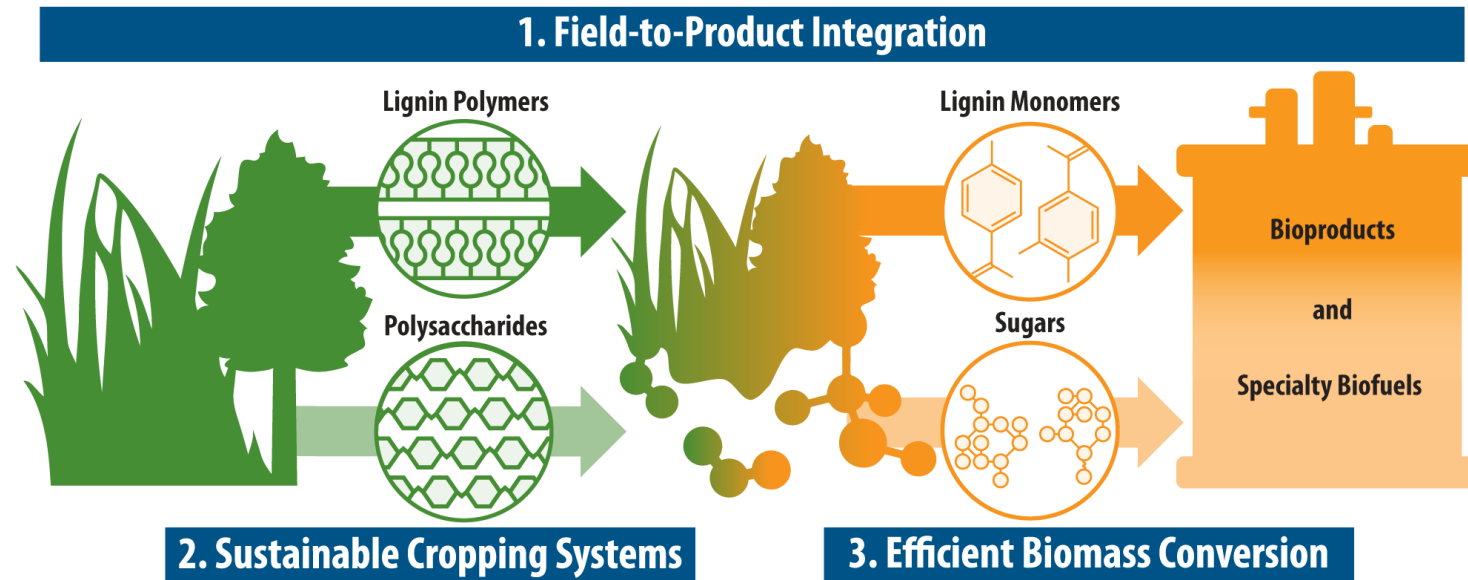 1. Field-to-Product Integration
Lignin Polymers
Lignin Monomers
Polysaccharides
Sugars
Bioproducts
and
Specialty Biofuels
2. Sustainable Cropping Systems
3. Efficient Biomass Conversion